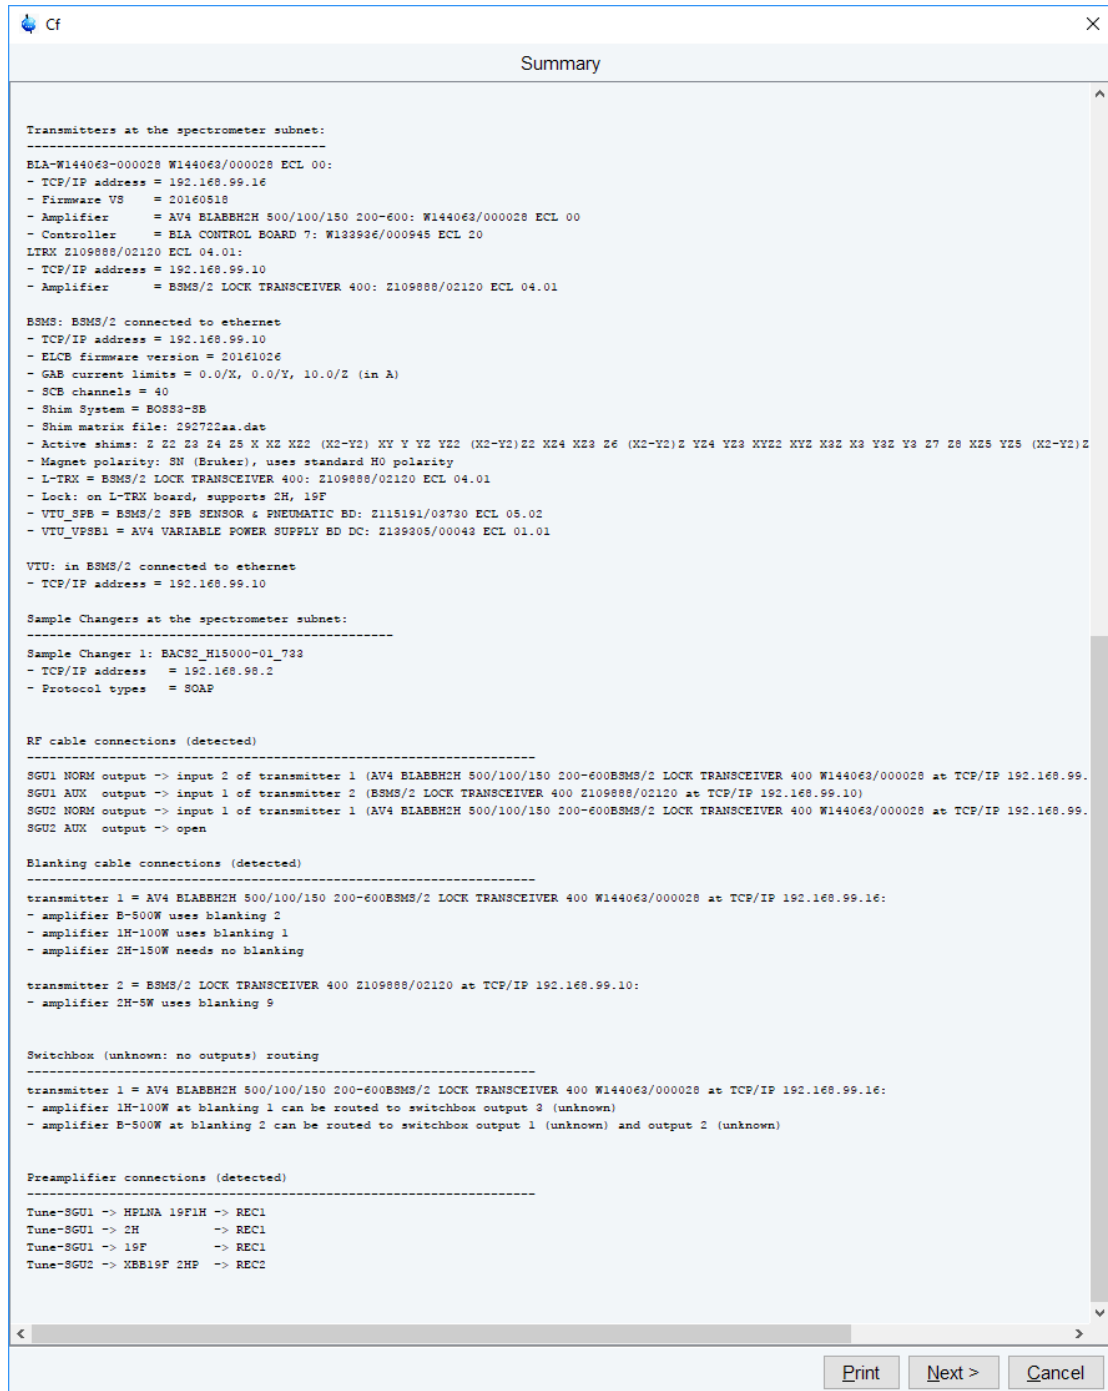 Cf
Summary
Transmitters at the spectrometer subnet:
----------------------------------------
BLA-W144063-000028 W144063/000028 ECL 00:
- TCP/IP address = 192.168.99.16
- Firmware VS    = 20160518
- Amplifier      = AV4 BLABBH2H 500/100/150 200-600: W144063/000028 ECL 00
- Controller     = BLA CONTROL BOARD 7: W133936/000945 ECL 20
LTRX Z109888/02120 ECL 04.01:
- TCP/IP address = 192.168.99.10
- Amplifier      = BSMS/2 LOCK TRANSCEIVER 400: Z109888/02120 ECL 04.01
BSMS: BSMS/2 connected to ethernet
- TCP/IP address = 192.168.99.10
- ELCB firmware version = 20161026
- GAB current limits = 0.0/X, 0.0/Y, 10.0/Z (in A)
- SCB channels = 40
- Shim System = BOSS3-SB
- Shim matrix file: 292722aa.dat
- Active shims: Z Z2 Z3 Z4 Z5 X XZ XZ2 (X2-Y2) XY Y YZ YZ2 (X2-Y2)Z2 XZ4 XZ3 Z6 (X2-Y2)Z YZ4 YZ3 XYZ2 XYZ X3Z X3 Y3Z Y3 Z7 Z8 XZ5 YZ5 (X2-Y2)Z
- Magnet polarity: SN (Bruker), uses standard H0 polarity
- L-TRX = BSMS/2 LOCK TRANSCEIVER 400: Z109888/02120 ECL 04.01
- Lock: on L-TRX board, supports 2H, 19F
- VTU_SPB = BSMS/2 SPB SENSOR & PNEUMATIC BD: Z115191/03730 ECL 05.02
- VTU_VPSB1 = AV4 VARIABLE POWER SUPPLY BD DC: Z139305/00043 ECL 01.01
VTU: in BSMS/2 connected to ethernet
- TCP/IP address = 192.168.99.10
Sample Changers at the spectrometer subnet:
-------------------------------------------------
Sample Changer 1: BACS2_H15000-01_733
- TCP/IP address   = 192.168.98.2
- Protocol types   = SOAP
RF cable connections (detected)
--------------------------------------------------------------------
SGU1 NORM output -> input 2 of transmitter 1 (AV4 BLABBH2H 500/100/150 200-600BSMS/2 LOCK TRANSCEIVER 400 W144063/000028 at TCP/IP 192.168.99.
SGU1 AUX  output -> input 1 of transmitter 2 (BSMS/2 LOCK TRANSCEIVER 400 Z109888/02120 at TCP/IP 192.168.99.10)
SGU2 NORM output -> input 1 of transmitter 1 (AV4 BLABBH2H 500/100/150 200-600BSMS/2 LOCK TRANSCEIVER 400 W144063/000028 at TCP/IP 192.168.99.
SGU2 AUX  output -> open
Blanking cable connections (detected)
--------------------------------------------------------------------
transmitter 1 = AV4 BLABBH2H 500/100/150 200-600BSMS/2 LOCK TRANSCEIVER 400 W144063/000028 at TCP/IP 192.168.99.16:
- amplifier B-500W uses blanking 2
- amplifier 1H-100W uses blanking 1
- amplifier 2H-150W needs no blanking
transmitter 2 = BSMS/2 LOCK TRANSCEIVER 400 Z109888/02120 at TCP/IP 192.168.99.10:
- amplifier 2H-5W uses blanking 9
Switchbox (unknown: no outputs) routing
--------------------------------------------------------------------
transmitter 1 = AV4 BLABBH2H 500/100/150 200-600BSMS/2 LOCK TRANSCEIVER 400 W144063/000028 at TCP/IP 192.168.99.16:
- amplifier 1H-100W at blanking 1 can be routed to switchbox output 3 (unknown)
- amplifier B-500W at blanking 2 can be routed to switchbox output 1 (unknown) and output 2 (unknown)
Preamplifier connections (detected)
--------------------------------------------------------------------
Tune-SGU1 -> HPLNA 19F1H -> REC1
Tune-SGU1 -> 2H          -> REC1
Tune-SGU1 -> 19F         -> REC1
Tune-SGU2 -> XBB19F 2HP  -> REC2
Print Next > Cancel